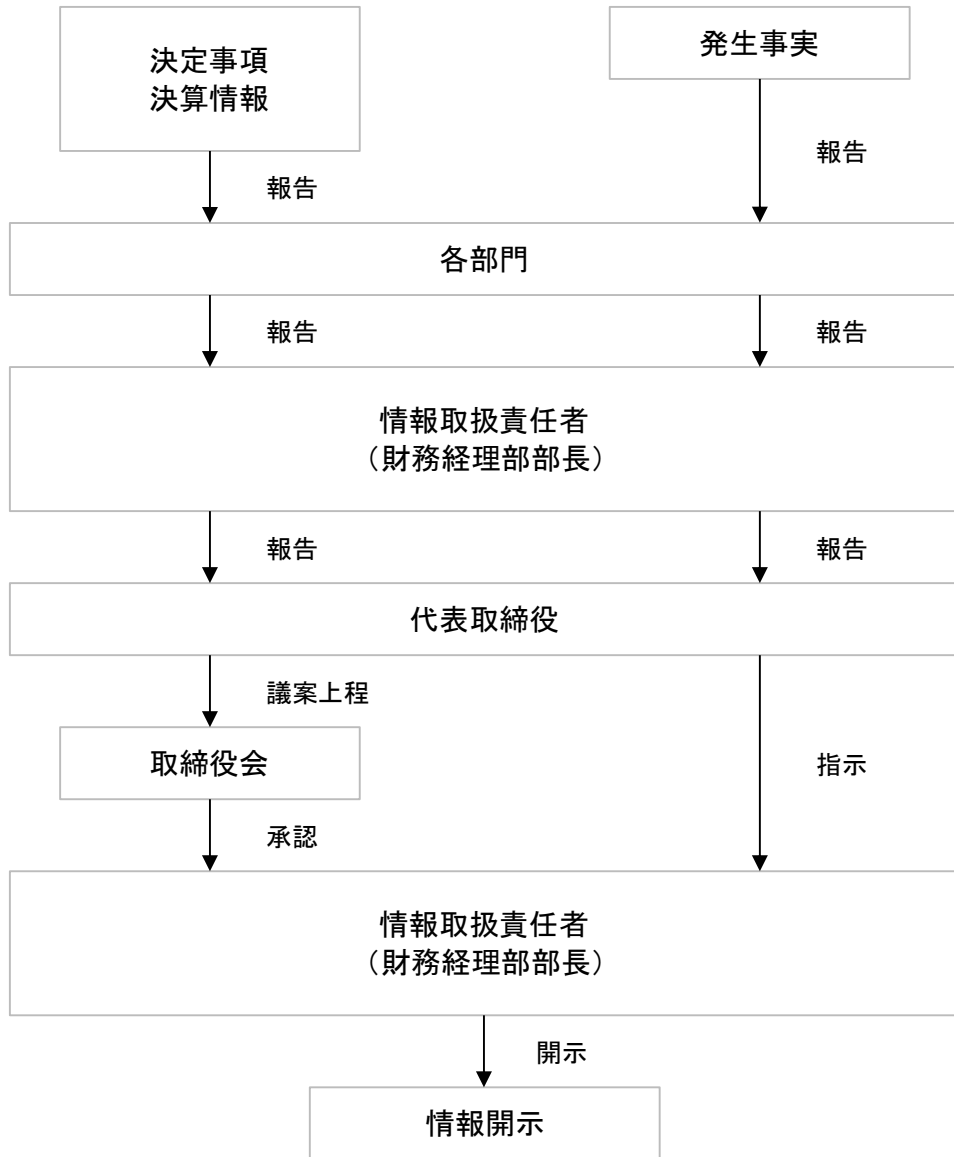 決定事項
決算情報
発生事実
報告
報告
各部門
報告
報告
情報取扱責任者
（財務経理部部長）
報告
報告
代表取締役
議案上程
取締役会
指示
承認
情報取扱責任者
（財務経理部部長）
開示
情報開示